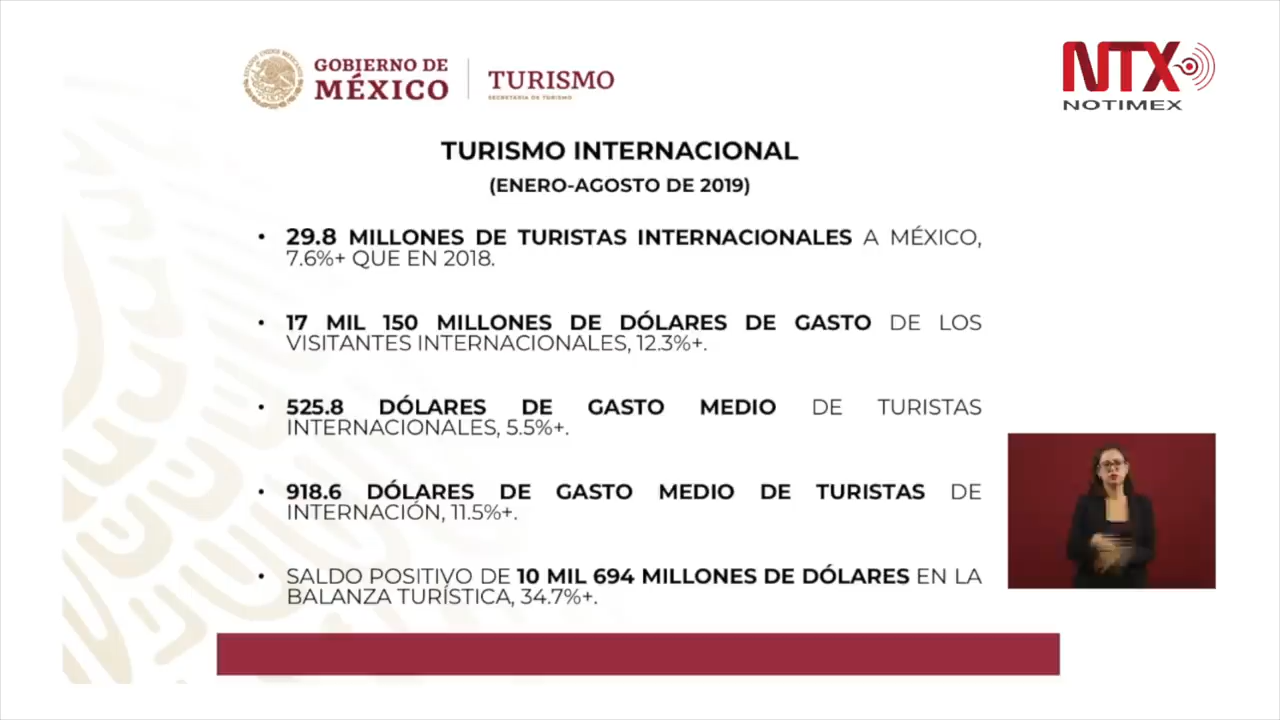 GOBIERNO DE
MÉXICO
TURISMO
SECRETARÍA DE TURISMO
NTX
NOTIMEX
TURISMO INTERNACIONAL
(ENERO-AGOSTO DE 2019)
• 29.8 MILLONES DE TURISTAS INTERNACIONALES A MÉXICO,
7.6%+ QUE EN 2018.
• 17 MIL 150 MILLONES DE DÓLARES DE GASTO DE LOS
VISITANTES INTERNACIONALES, 12.3%+.
• 525.8 DÓLARES DE GASTO MEDIO DE TURISTAS
INTERNACIONALES, 5.5%+.
• 918.6 DÓLARES DE GASTO MEDIO DE TURISTAS DE
INTERNACIÓN, 11.5%+.
• SALDO POSITIVO DE 10 MIL 694 MILLONES DE DÓLARES EN LA
BALANZA TURÍSTICA, 34.7%+.